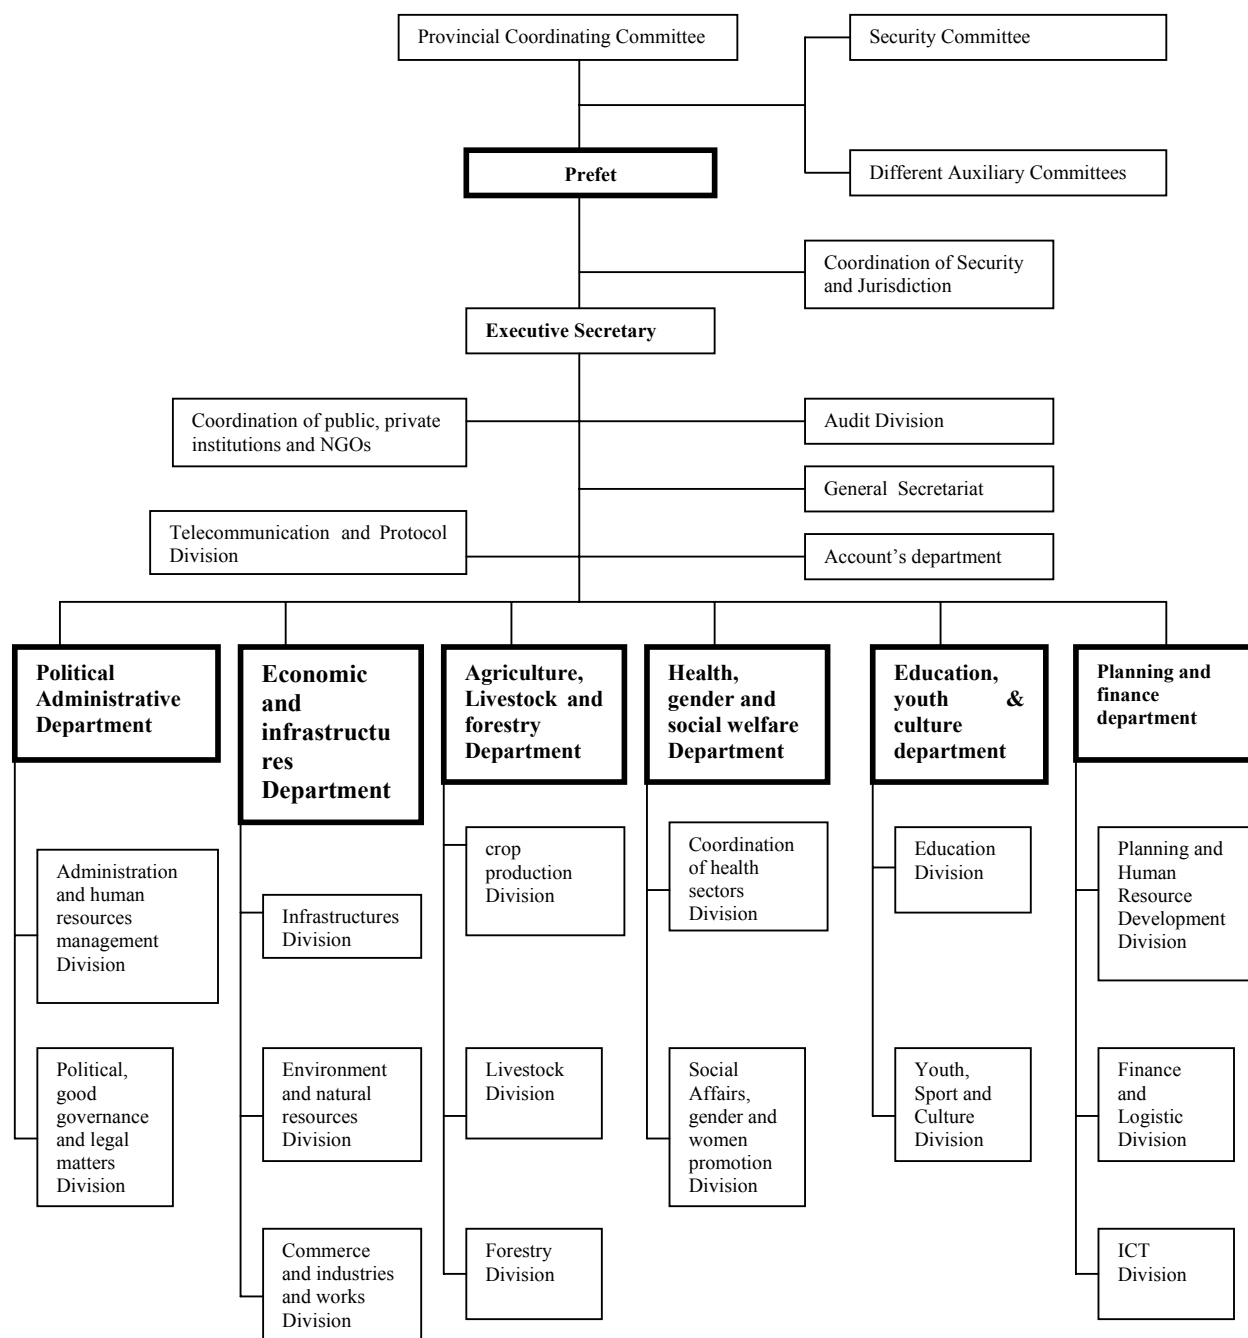 Provincial Coordinating Committee
Security Committee
Prefet
Different Auxiliary Committees
Coordination of Security
and Jurisdiction
Executive Secretary
Coordination of public, private
institutions and NGOs
Audit Division
General Secretariat
Telecommunication and Protocol
Division
Account’s department
Political
Administrative
Department
Economic
and
infrastructu
res
Department
Agriculture,
Livestock and
forestry
Department
Health,
gender and
social welfare
Department
Education,
youth &
culture
department
Planning and
finance
department
Administration
and human
resources
management
Division
Political,
good
governance
and legal
matters
Division
Infrastructures
Division
Environment
and natural
resources
Division
Commerce
and industries
and works
Division
crop
production
Division
Livestock
Division
Forestry
Division
Coordination
of health
sectors
Division
Social
Affairs,
gender and
women
promotion
Division
Education
Division
Youth,
Sport and
Culture
Division
Planning and
Human
Resource
Development
Division
Finance
and
Logistic
Division
ICT
Division